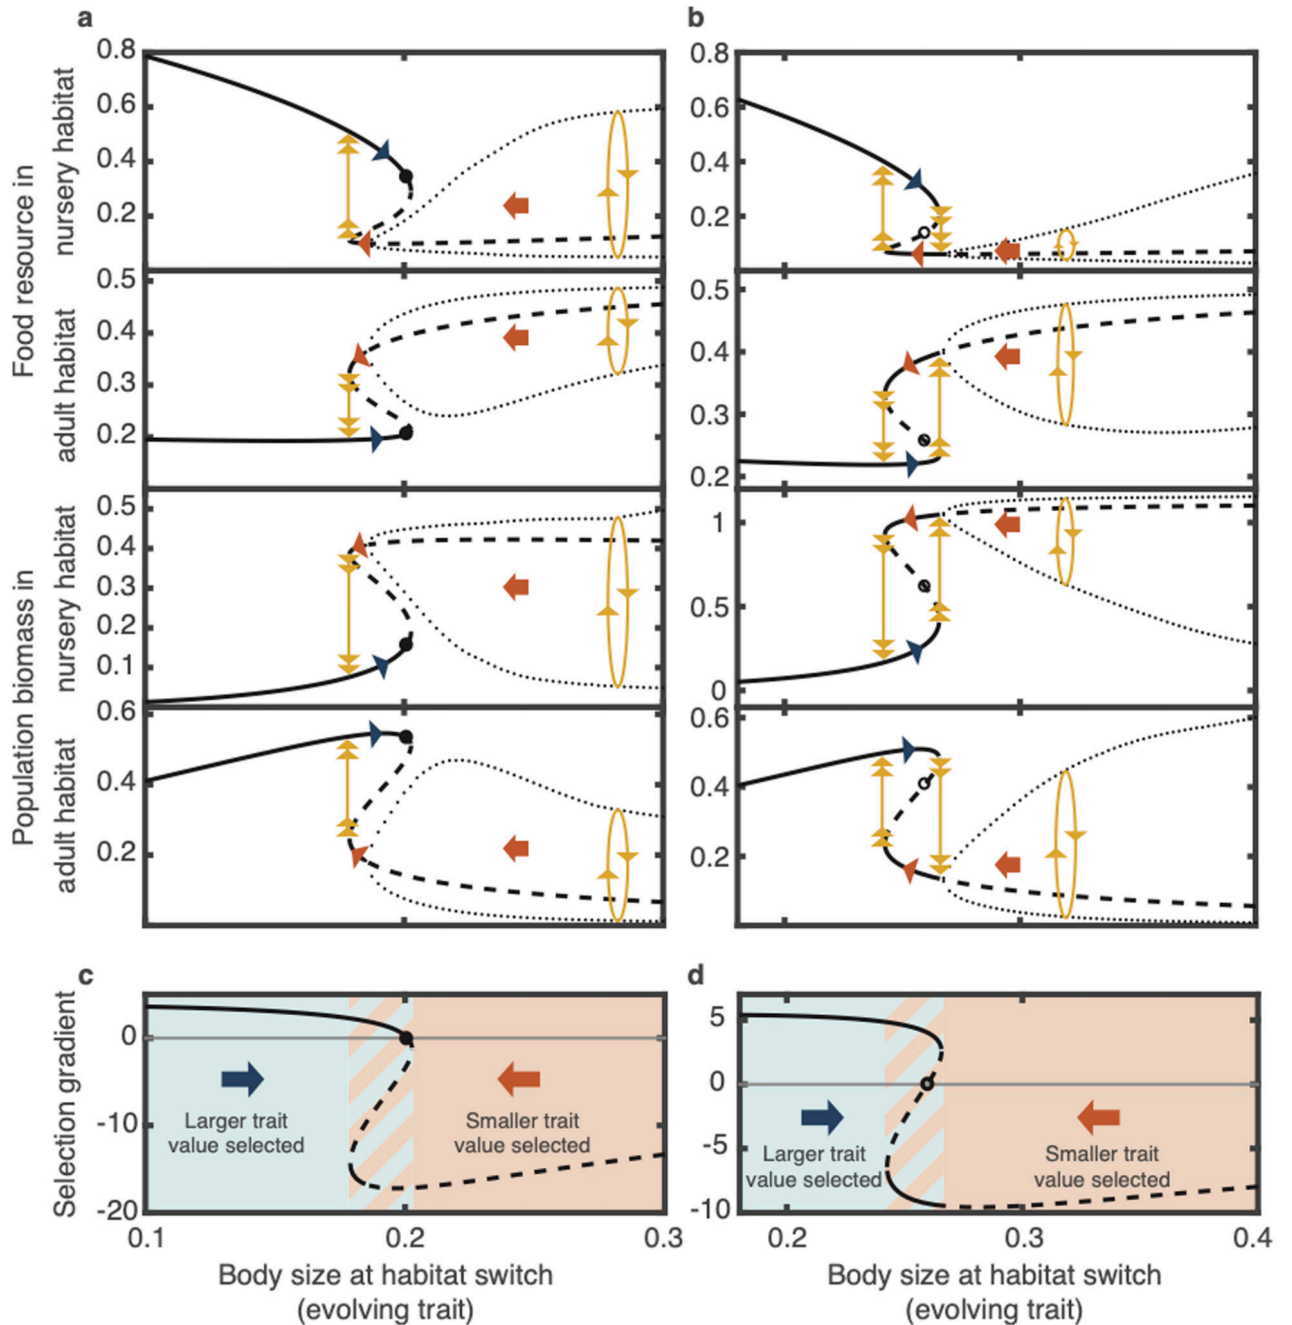 a
b
Food resource in
nursery habitat
adult habitat
Population biomass in
nursery habitat
adult habitat
0.8
0.6
0.4
0.2
0.8
0.6
0.4
0.2
0.5
0.4
0.3
0.2
0.5
0.4
0.3
0.2
0.5
0.4
0.3
0.2
0.1
1
0.5
0
0.6
0.4
0.2
0.6
0.4
0.2
c
d
Selection gradient
0
-10
-20
Larger trait
value selected
Smaller trait
value selected
5
0
-5
-10
Larger trait
value selected
Smaller trait
value selected
0.1
0.2
0.3
0.2
0.3
0.4
Body size at habitat switch
(evolving trait)
Body size at habitat switch
(evolving trait)